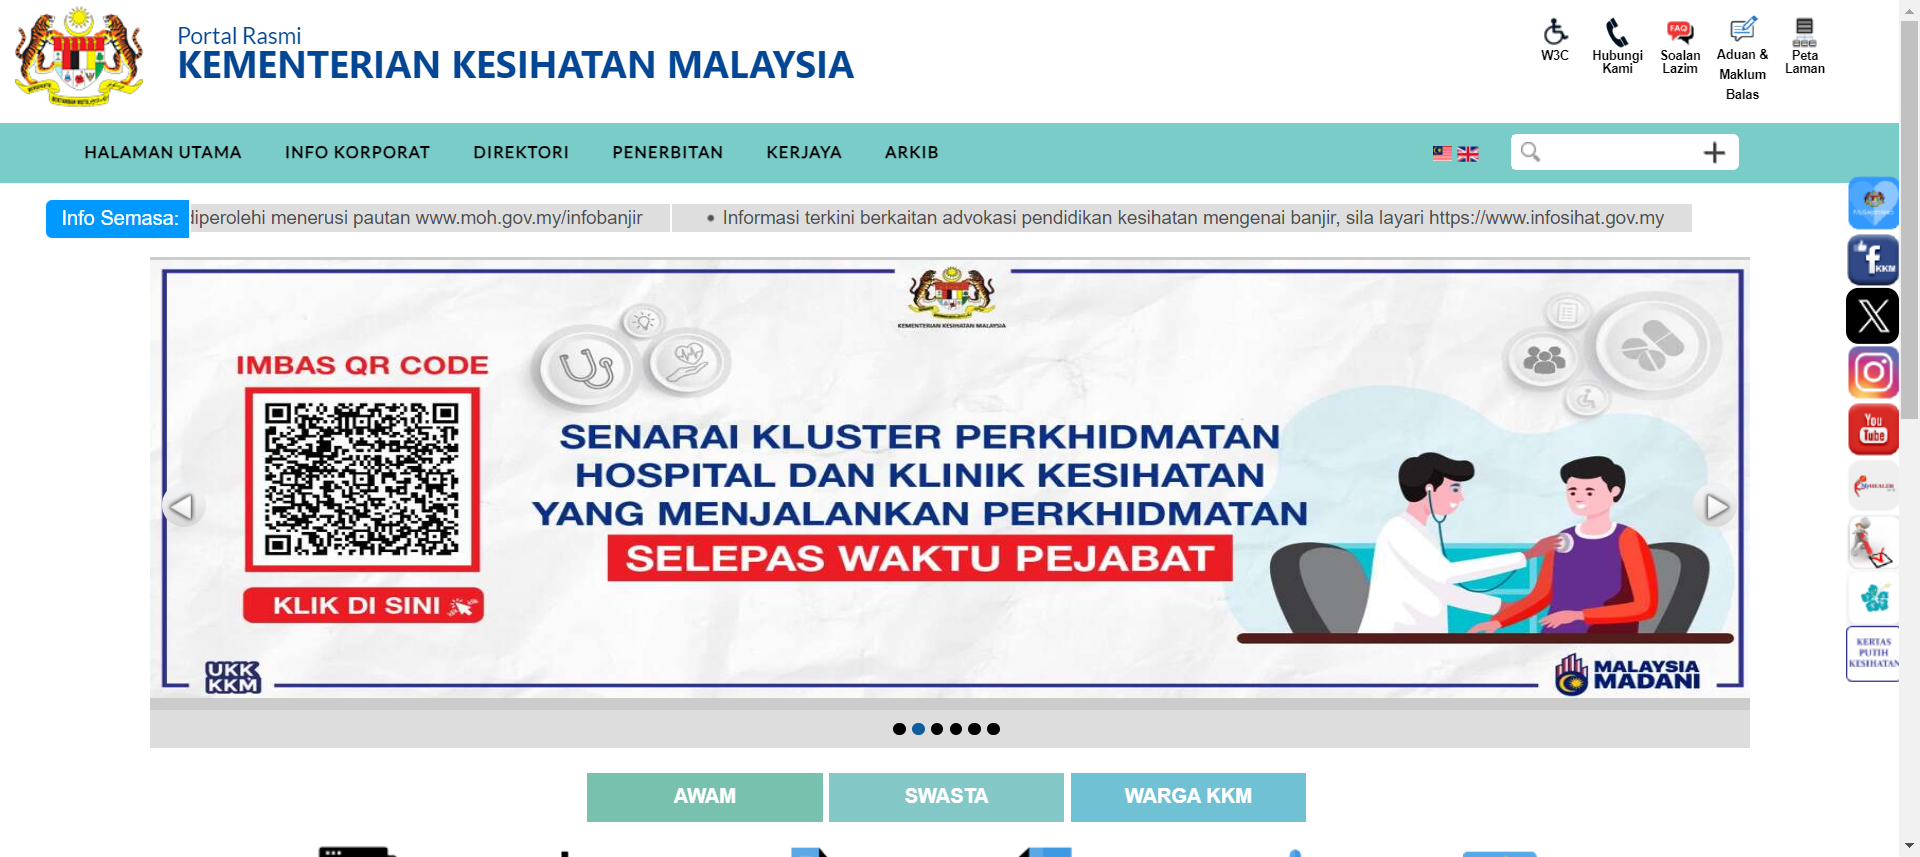 Portal Rasmi
KEMENTERIAN KESIHATAN MALAYSIA
W3C
Hubungi
Kami
FAQ
Soalan
Lazim
Aduan &
Maklum
Balas
Peta
Laman
HALAMAN UTAMA
INFO KORPORAT
DIREKTORI
PENERBITAN
KERJAYA
ARKIB
Info Semasa:
diperolehi menerusi pautan www.moh.gov.my/infobanjir
• Informasi terkini berkaitan advokasi pendidikan kesihatan mengenai banjir, sila layari https://www.infosihat.gov.my
KEMENTERIAN KESIHATAN MALAYSIA
IMBAS QR CODE
SENARAI KLUSTER PERKHIDMATAN
HOSPITAL DAN KLINIK KESIHATAN
YANG MENJALANKAN PERKHIDMATAN
SELEPAS WAKTU PEJABAT
KLIK DI SINI
UKK
KKM
MALAYSIA
MADANI
KKM
You
Tube
MyHEALTH
KERTAS
PUTIH
KESIHATAN
AWAM
SWASTA
WARGA KKM